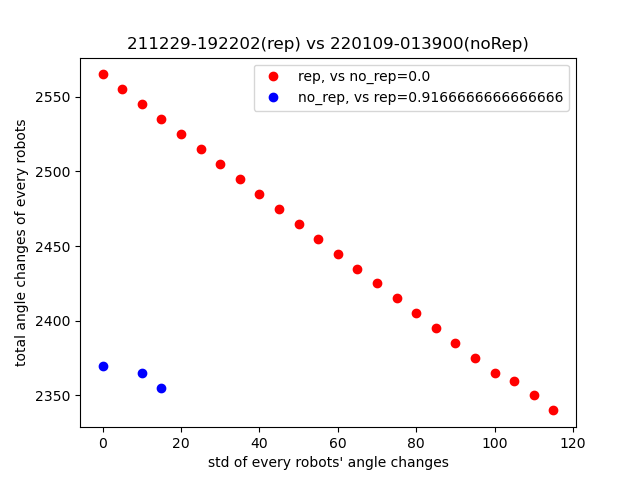 211229-192202(rep) vs 220109-013900(noRep)
rep, vs no_rep=0.0
no_rep, vs rep=0.9166666666666666
total angle changes of every robots
2550
2500
2450
2400
2350
0 20 40 60 80 100 120
std of every robots' angle changes